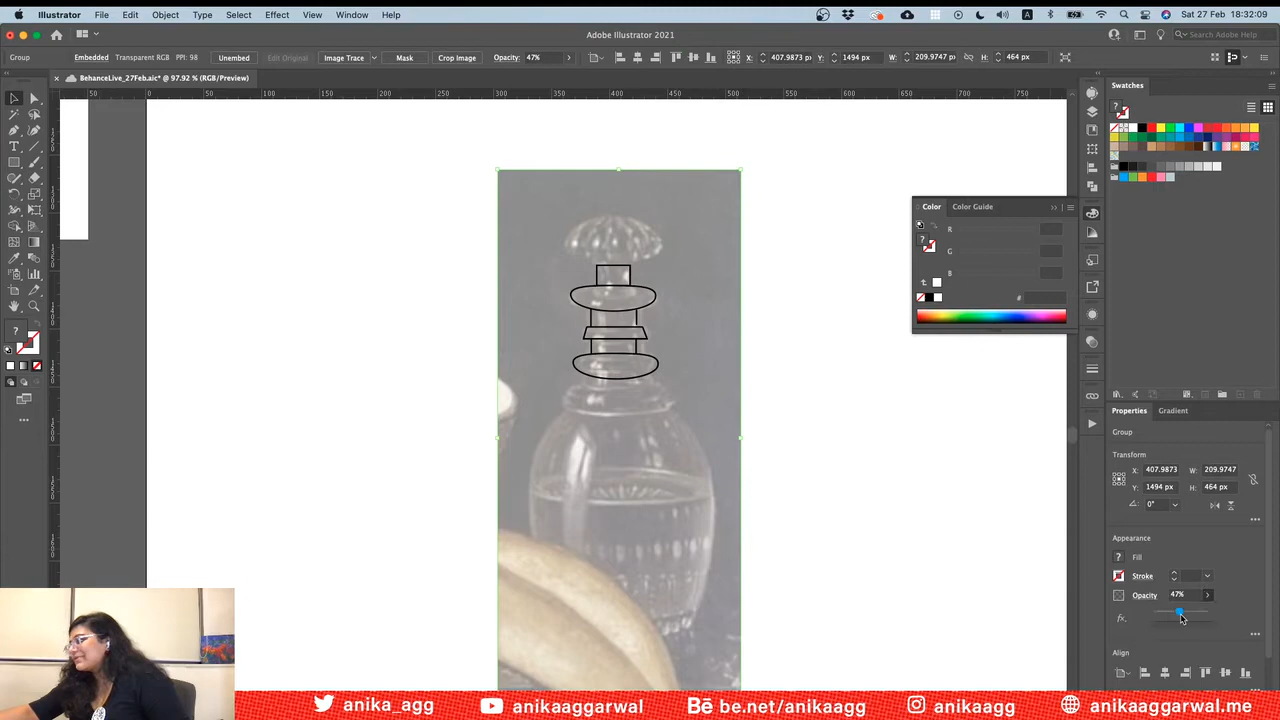 Illustrator File Edit Object Type Select Effect View Window Help
A Sat 27 Feb 18:32:09
Adobe Illustrator 2021
Search Adobe Help
Group Embedded Transparent RGB PPI: 98 Unembed Edit Original Image Trace Mask Crop Image Opacity: 47% X: 407.9873 px Y: 1494 px W: 209.9747 px H: 464 px
× BehanceLive_27Feb.aic* @ 97.92 % (RGB/Preview)
50 0 50 100 150 200 250 300 350 400 450 500 550 600 650 700 750
Swatches
Color Color Guide
R
G
B
#
Properties Gradient
Group
Transform
X: 407.9873 W: 209.9747
Y: 1494 px H: 464 px
0°
Appearance
? Fill
Stroke
Opacity 47%
fx.
Align
anika_agg anikaaggarwal Bē be.net/anikaagg anikaagg anikaaggarwal.me